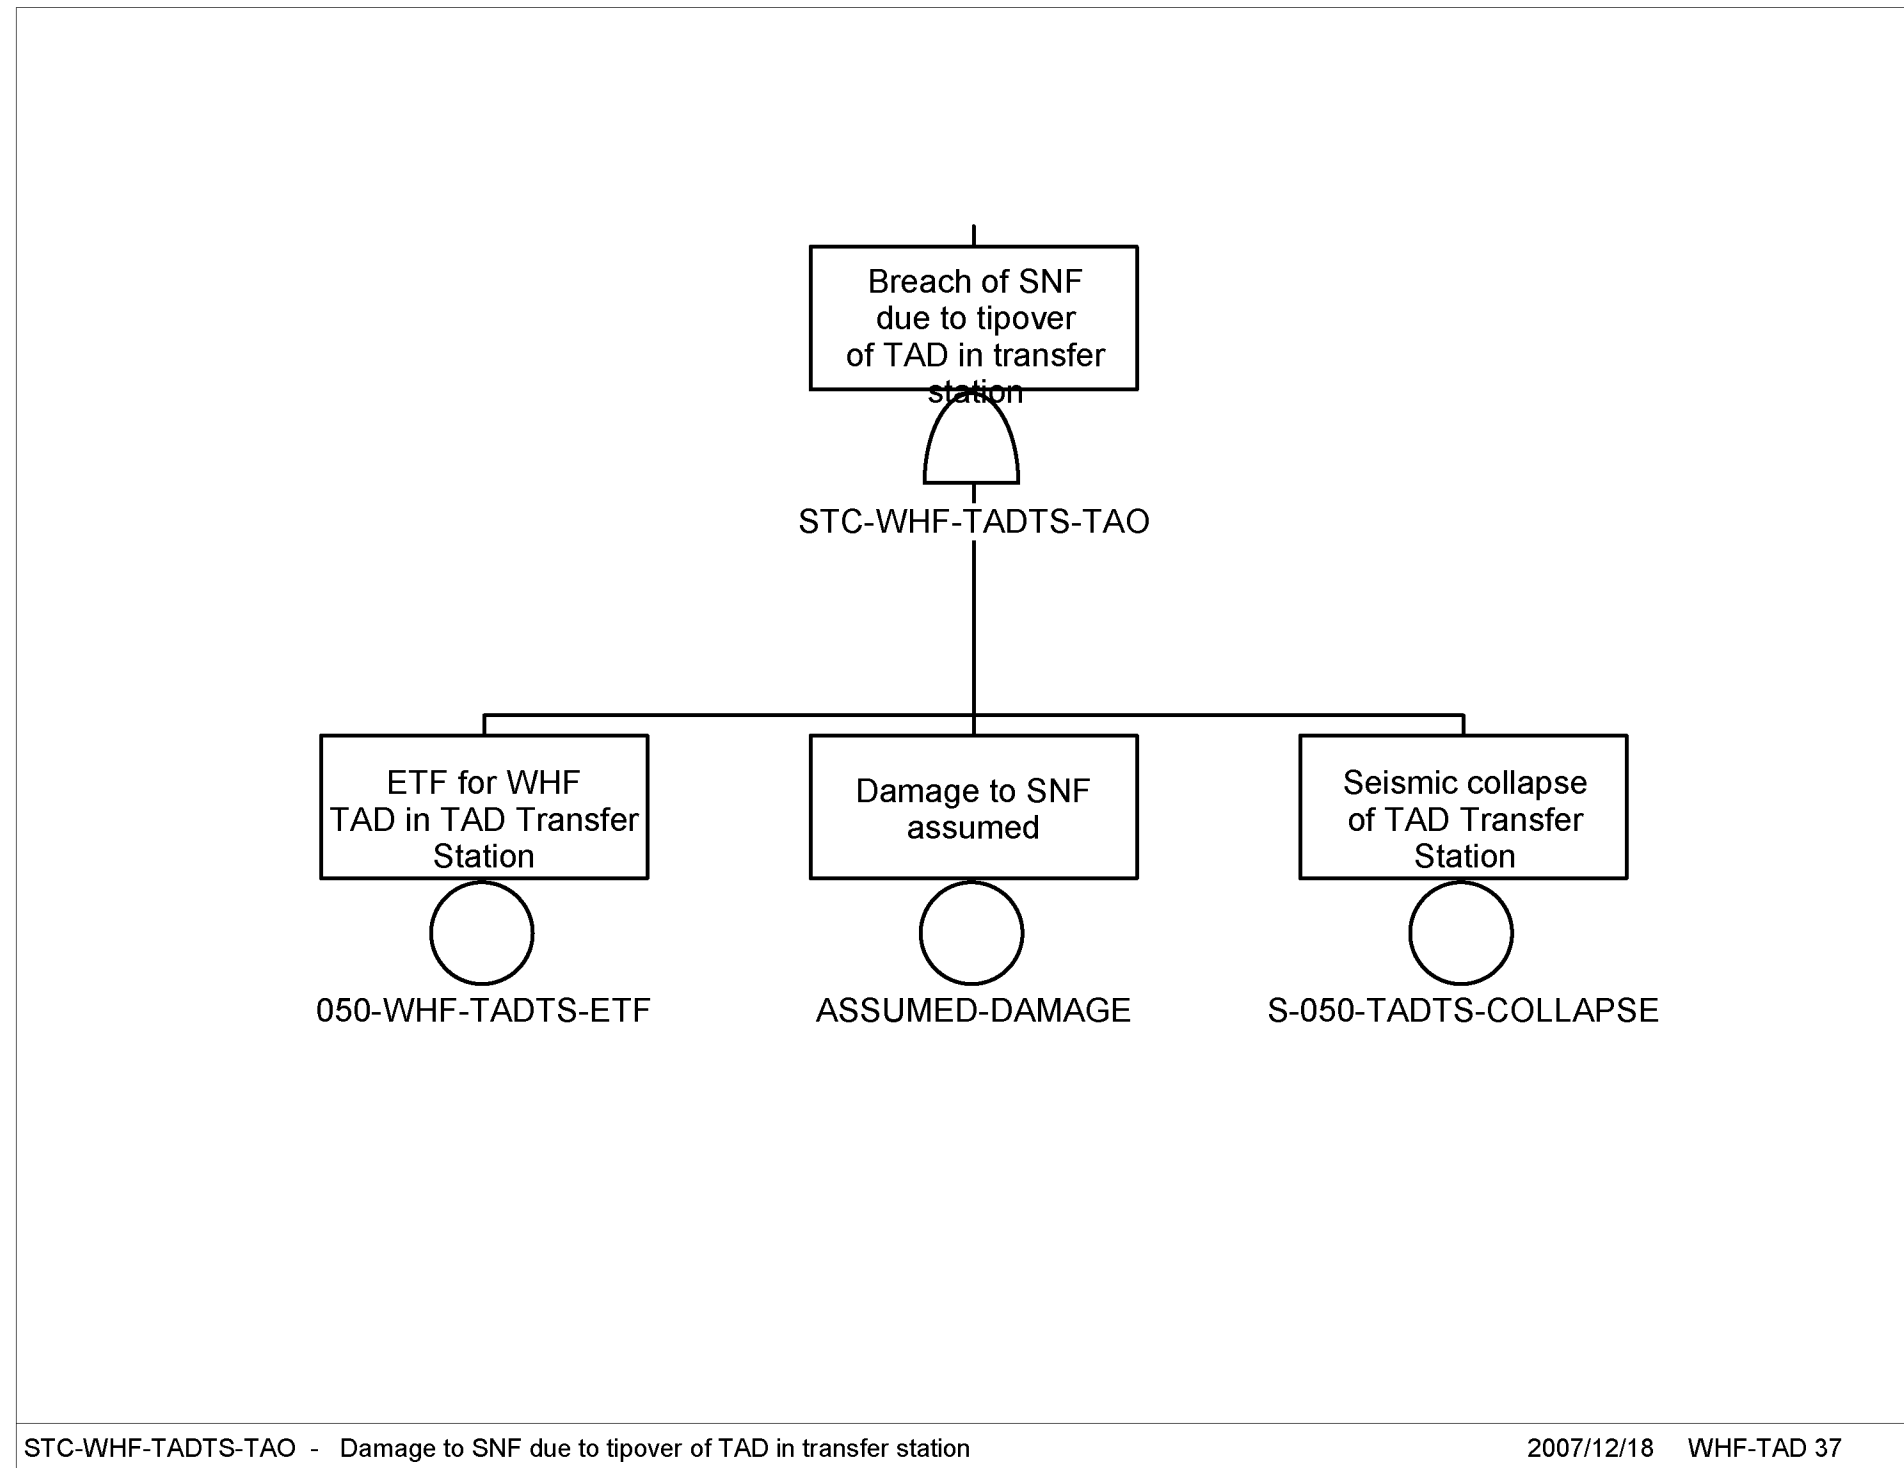 Breach of SNF
due to tipover
of TAD in transfer
station
STC-WHF-TADTS-TAO
ETF for WHF
TAD in TAD Transfer
Station
050-WHF-TADTS-ETF
Damage to SNF
assumed
ASSUMED-DAMAGE
Seismic collapse
of TAD Transfer
Station
S-050-TADTS-COLLAPSE
STC-WHF-TADTS-TAO - Damage to SNF due to tipover of TAD in transfer station
2007/12/18 WHF-TAD 37